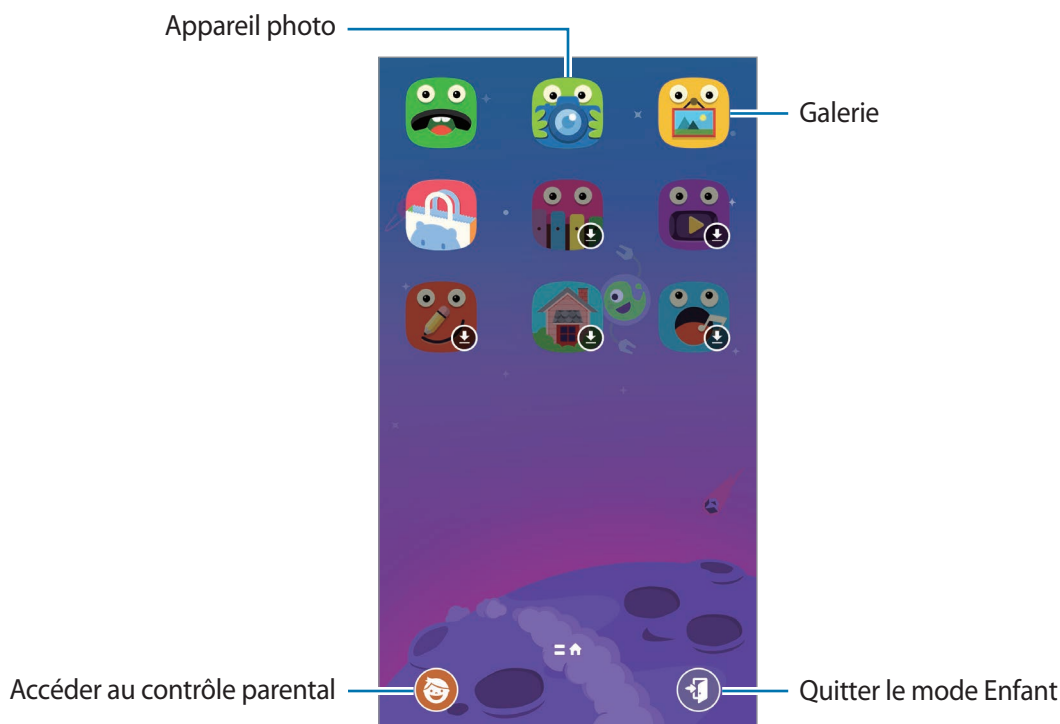 Appareil photo
Galerie
Accéder au contrôle parental
Quitter le mode Enfant